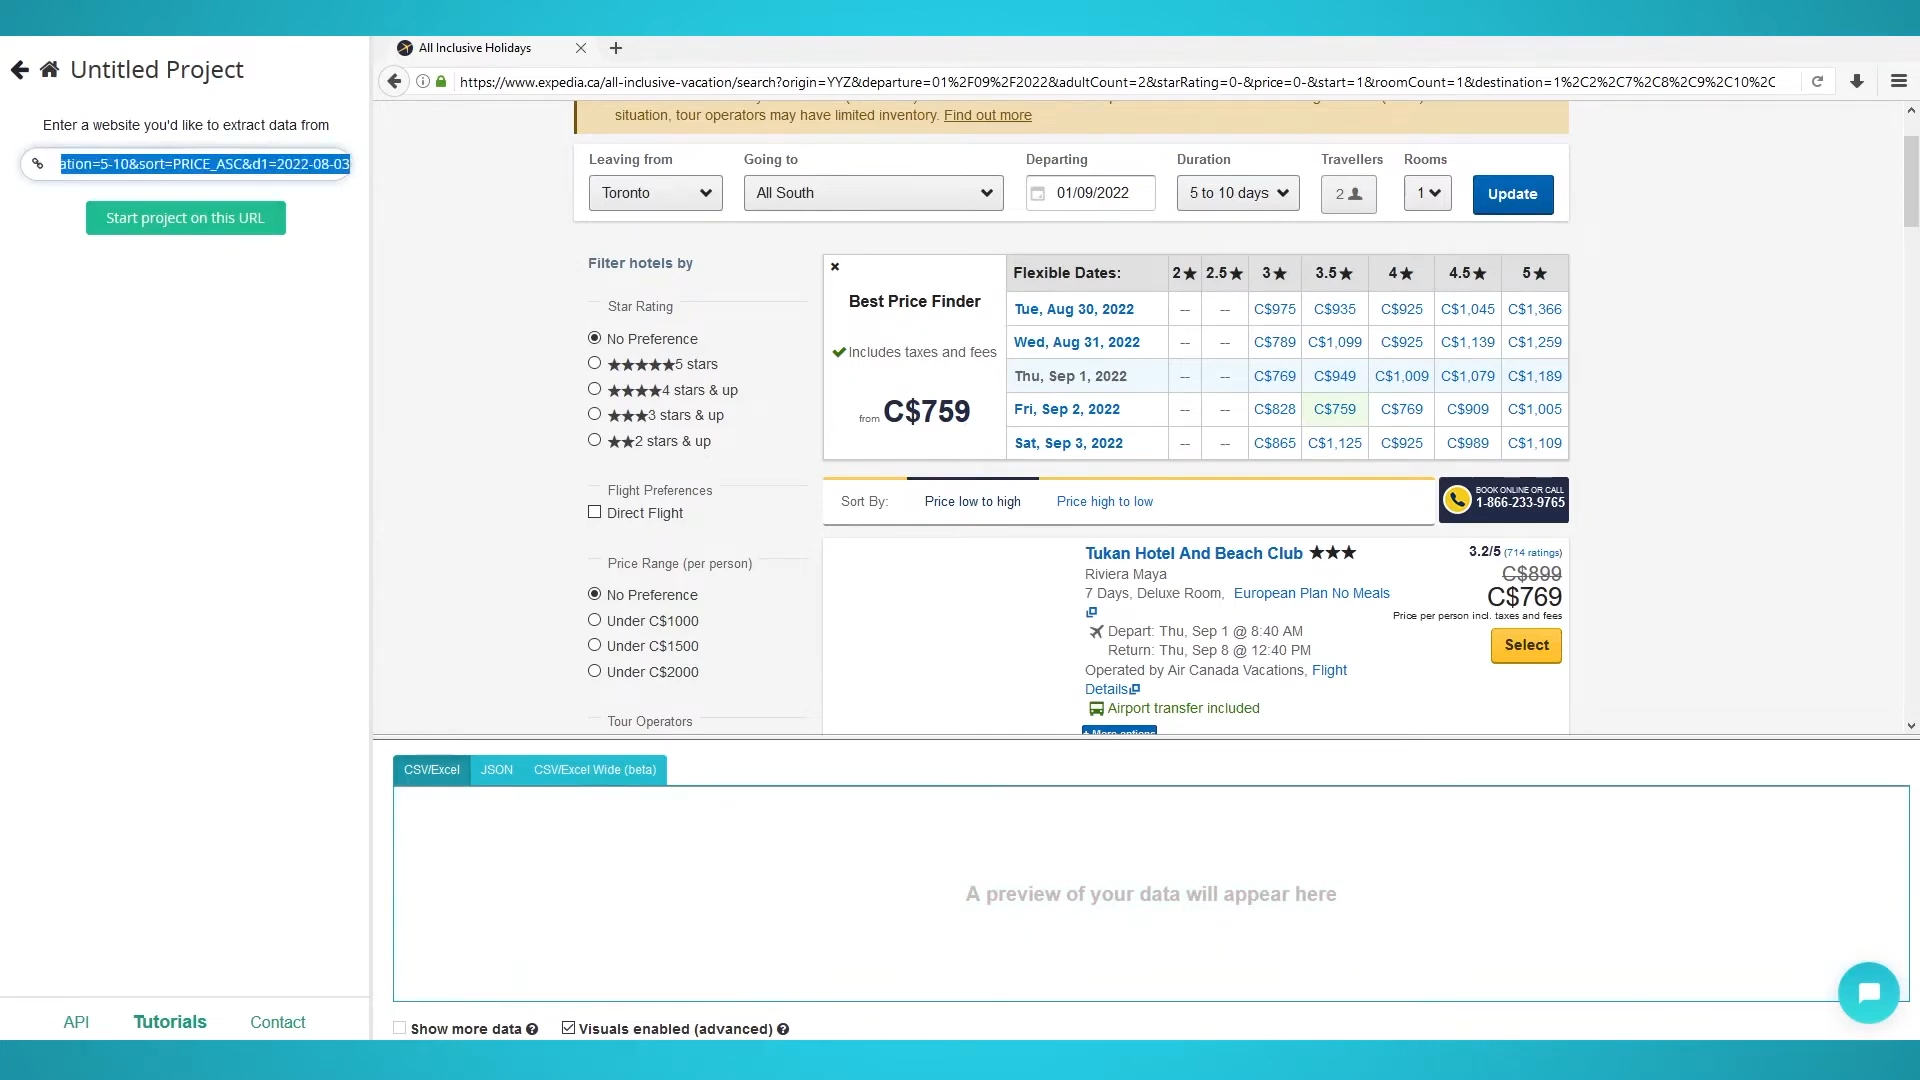 Untitled Project
Enter a website you'd like to extract data from
ation=5-10&sort=PRICE_ASC&d1=2022-08-03
Start project on this URL
API
Tutorials
Contact
All Inclusive Holidays
https://www.expedia.ca/all-inclusive-vacation/search?origin=YYZ&departure=01%2F09%2F2022&adultCount=2&starRating=0-&price=0-&start=1&roomCount=1&destination=1%2C2%2C7%2C8%2C9%2C10%2C
situation, tour operators may have limited inventory. Find out more
Leaving from
Going to
Departing
Duration
Travellers
Rooms
Toronto
All South
01/09/2022
5 to 10 days
2
1
Update
Filter hotels by
Star Rating
No Preference
★★★★★5 stars
★★★★4 stars & up
★★★3 stars & up
★★2 stars & up
Flight Preferences
Direct Flight
Price Range (per person)
No Preference
Under C$1000
Under C$1500
Under C$2000
Tour Operators
Best Price Finder
Includes taxes and fees
from C$759
Flexible Dates: 2★ 2.5★ 3★ 3.5★ 4★ 4.5★ 5★
Tue, Aug 30, 2022 -- -- C$975 C$935 C$925 C$1,045 C$1,366
Wed, Aug 31, 2022 -- -- C$789 C$1,099 C$925 C$1,139 C$1,259
Thu, Sep 1, 2022 -- -- C$769 C$949 C$1,009 C$1,079 C$1,189
Fri, Sep 2, 2022 -- -- C$828 C$759 C$769 C$909 C$1,005
Sat, Sep 3, 2022 -- -- C$865 C$1,125 C$925 C$989 C$1,109
Sort By: Price low to high Price high to low
BOOK ONLINE OR CALL
1-866-233-9765
Tukan Hotel And Beach Club ★★★
Riviera Maya
7 Days, Deluxe Room, European Plan No Meals
Depart: Thu, Sep 1 @ 8:40 AM
Return: Thu, Sep 8 @ 12:40 PM
Operated by Air Canada Vacations, Flight
Details
Airport transfer included
+ More options
3.2/5 (714 ratings)
C$899
C$769
Price per person incl. taxes and fees
Select
CSV/Excel
JSON
CSV/Excel Wide (beta)
A preview of your data will appear here
Show more data
Visuals enabled (advanced)